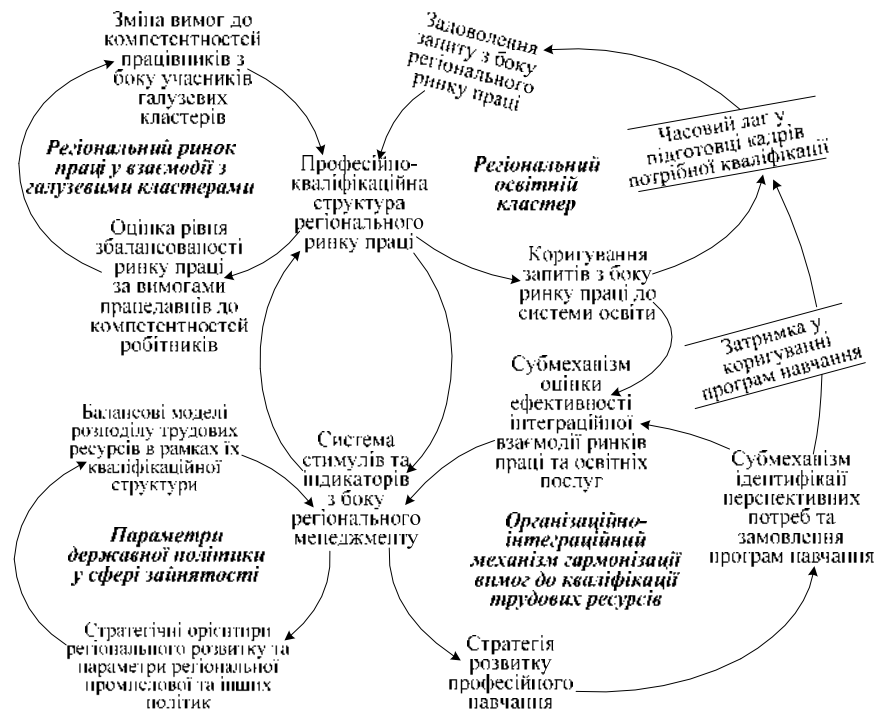 Зміна вимог до
компетентностей
працівників з
боку учасників
галузевих
кластерів
Задоволення
запиту з боку
регіонального
ринку праці
Часовий лаг у
підготовці кадрів
потрібної кваліфікації
Регіональний ринок
праці у взаємодії з
галузевими кластерами
Професійно-
кваліфікаційна
структура
регіонального
ринку праці
Регіональний
освітній
кластер
Оцінка рівня
збалансованості
ринку праці
за вимогами
працедавців до
компетентностей
робітників
Коригування
запитів з боку
ринку праці до
системи освіти
Затримка у
коригуванні
програм навчання
Субмеханізм
оцінки
ефективності
інтеграційної
взаємодії ринків
праці та освітніх
послуг
Балансові моделі
розподілу трудових
ресурсів в рамках їх
кваліфікаційної
структури
Система
стимулів та
індикаторів
з боку
регіонального
менеджменту
Субмеханізм
ідентифікації
перспективних
потреб та
замовлення
програм навчання
Параметри
державної політики
у сфері зайнятості
Організаційно-
інтеграційний
механізм гармонізації
вимог до кваліфікації
трудових ресурсів
Стратегічні орієнтири
регіонального розвитку та
параметри регіональної
промислової та інших
політик
Стратегія
розвитку
професійного
навчання